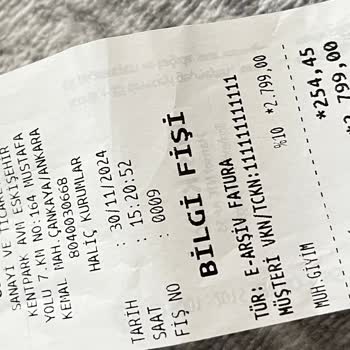 SANAYİ VE TİCARET
KENTPARK AVM ESKİŞEHİR
YOLU 7.KM NO:164 MUSTAFA
KEMAL MAH.ÇANKAYA/ANKARA
8040030668
HALİÇ KURUMLAR
TARİH : 30/11/2024
SAAT : 15:20:52
FİŞ NO : 0009
BİLGİ FİŞİ
TÜR: E-ARŞİV FATURA
MÜŞTERİ VKN/TCKN:11111111111
MUH.GİYİM %10 *2.799,00
*254,45
799,00